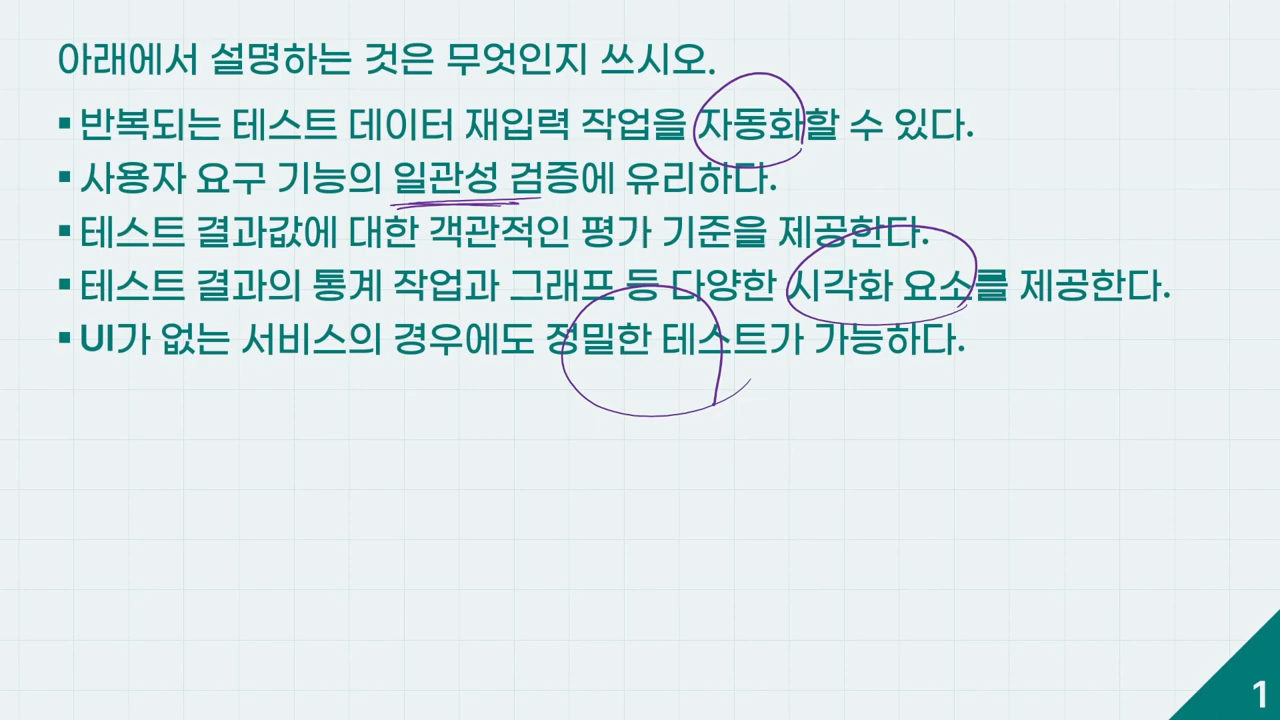 아래에서 설명하는 것은 무엇인지 쓰시오.
▪ 반복되는 테스트 데이터 재입력 작업을 자동화할 수 있다.
▪ 사용자 요구 기능의 일관성 검증에 유리하다.
▪ 테스트 결과값에 대한 객관적인 평가 기준을 제공한다.
▪ 테스트 결과의 통계 작업과 그래프 등 다양한 시각화 요소를 제공한다.
▪ UI가 없는 서비스의 경우에도 정밀한 테스트가 가능하다.
1